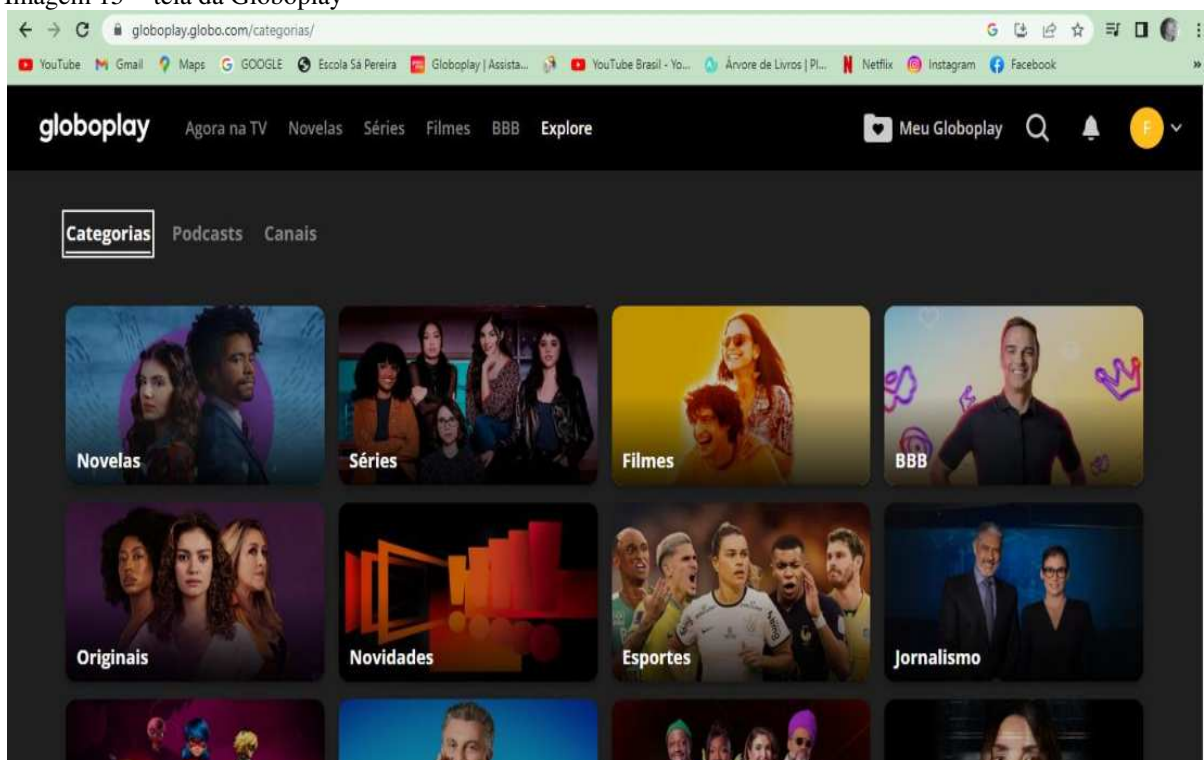 Imagem 15 – tela da Globoplay
globoplay.globo.com/categorias/
YouTube Gmail Maps GOOGLE Escola Sá Pereira Globoplay | Assista... YouTube Brasil - Yo... Árvore de Livros | Pl... Netflix Instagram Facebook
globoplay Agora na TV Novelas Séries Filmes BBB Explore Meu Globoplay F
Categorias Podcasts Canais
Novelas Séries Filmes BBB
Originais Novidades Esportes Jornalismo